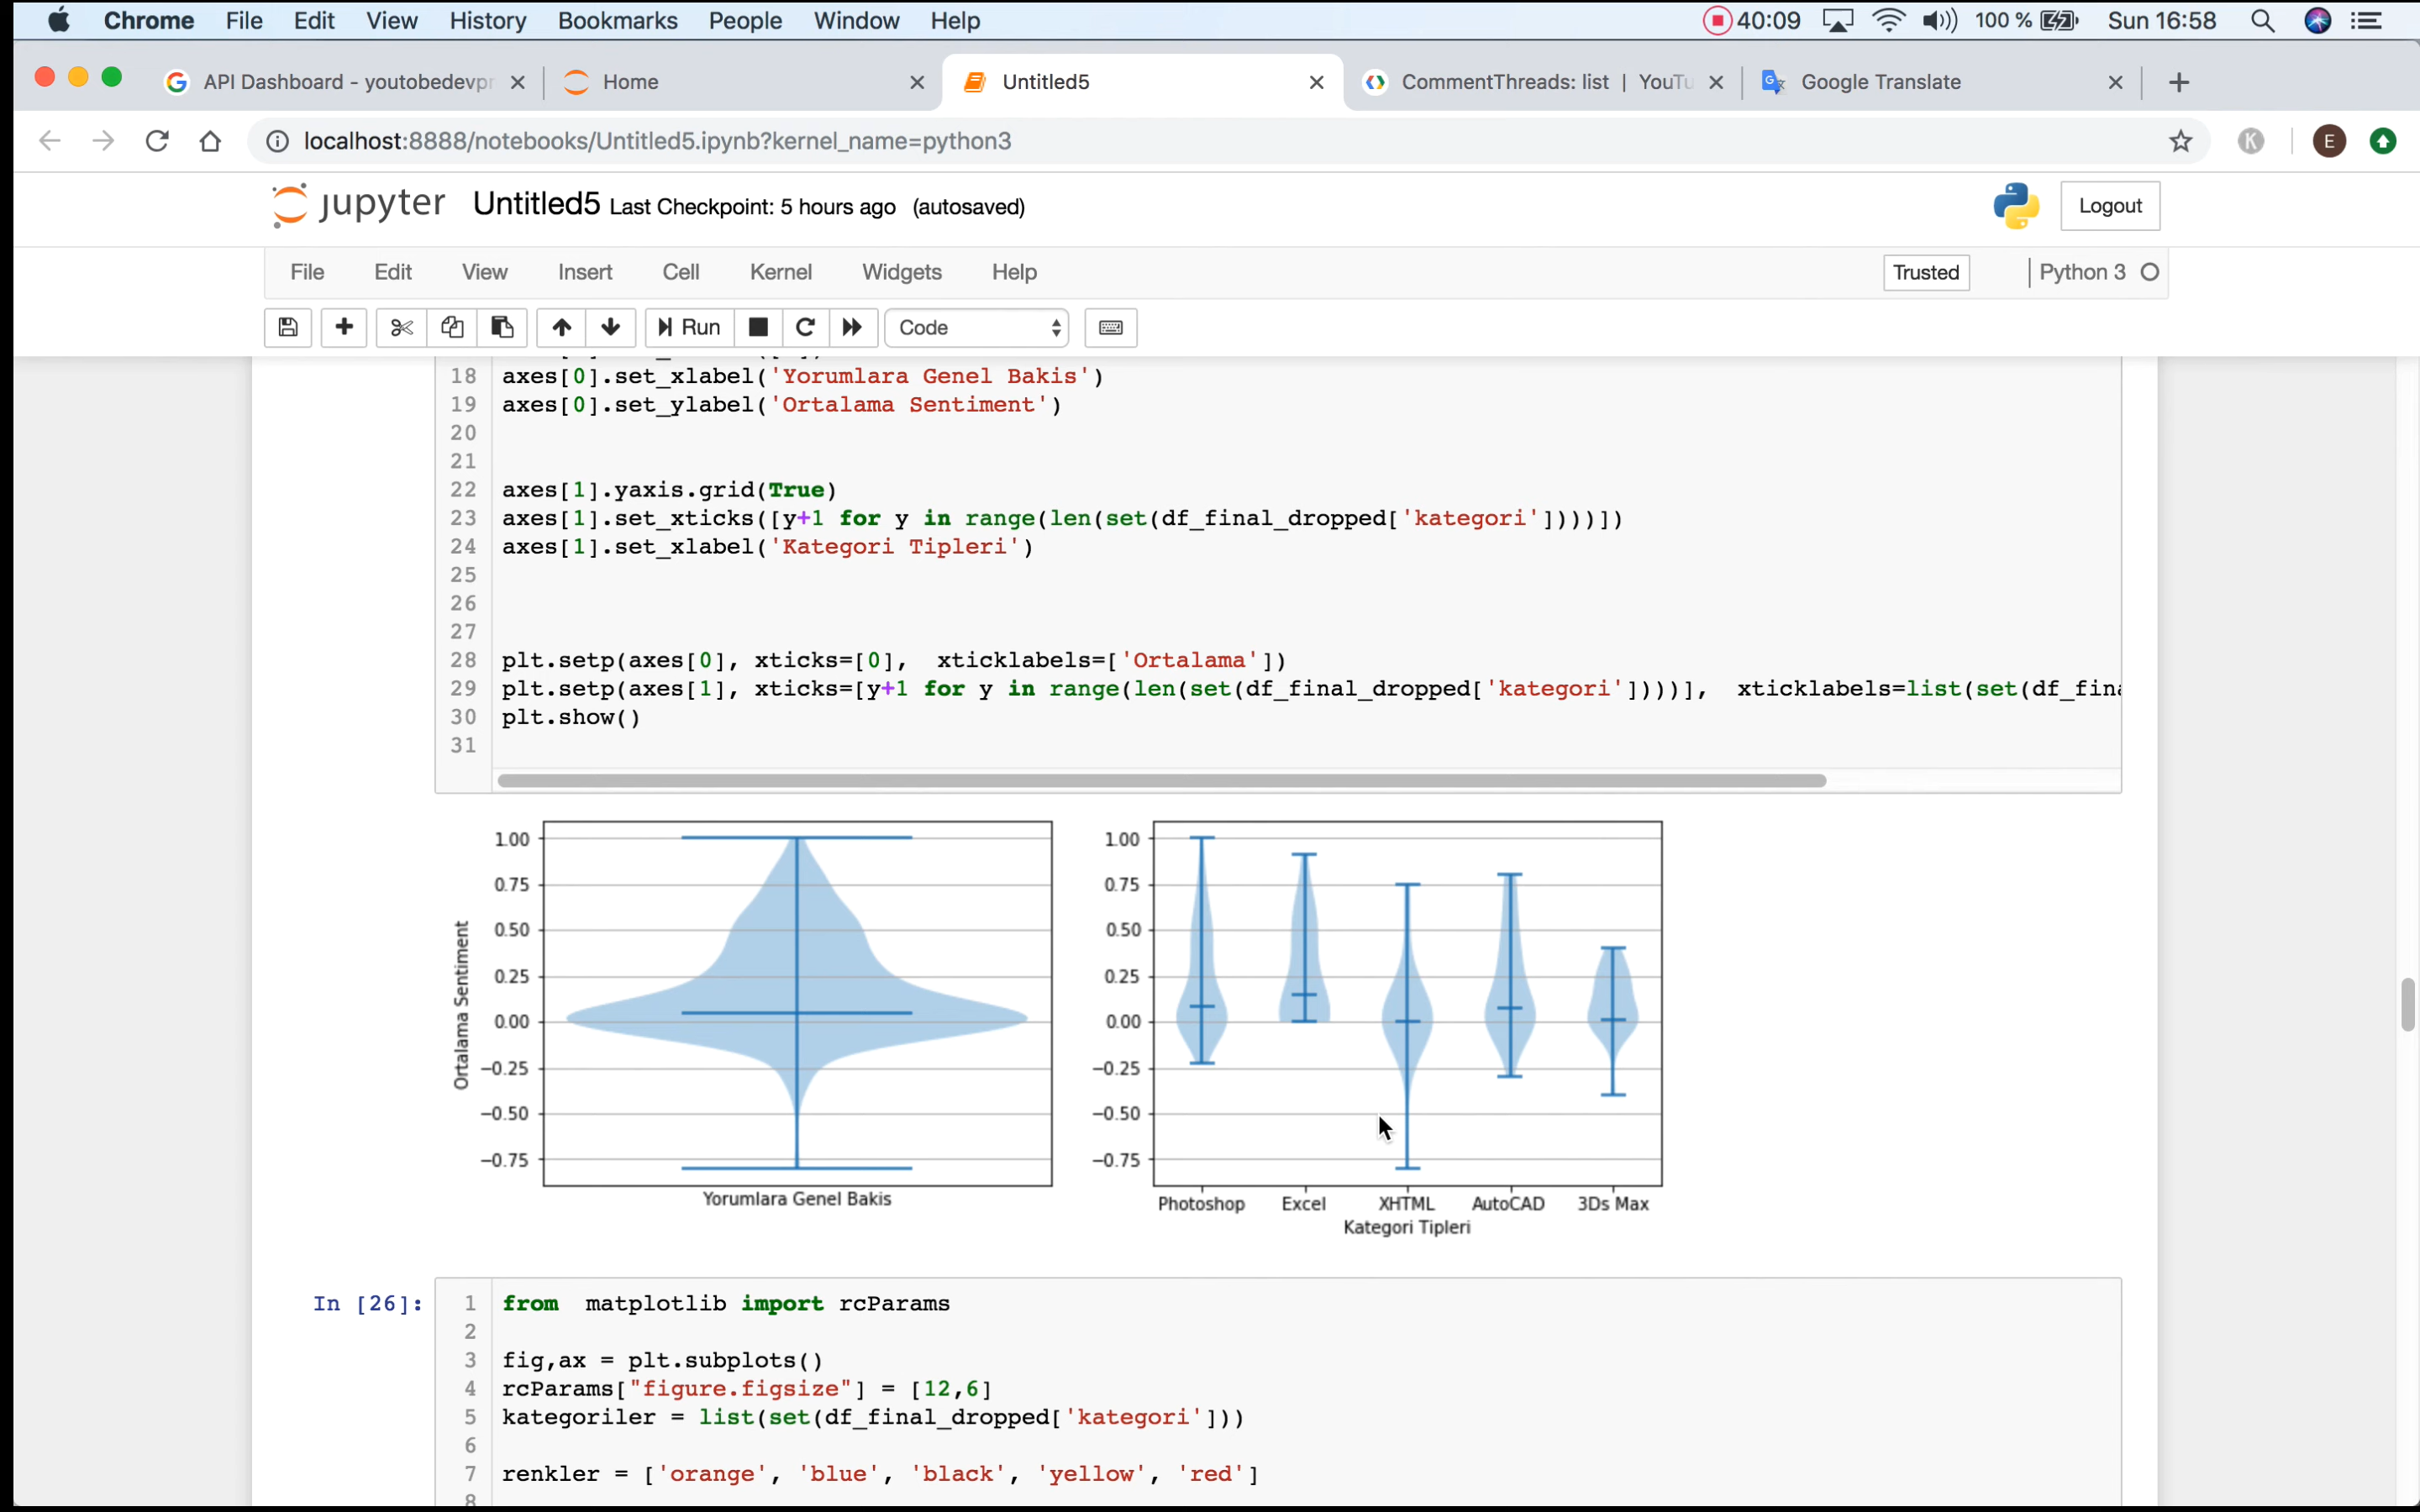 Chrome File Edit View History Bookmarks People Window Help 40:09 100 % Sun 16:58
API Dashboard - youtobedevpr Home Untitled5 CommentThreads: list | YouTu Google Translate
localhost:8888/notebooks/Untitled5.ipynb?kernel_name=python3 K E
jupyter Untitled5 Last Checkpoint: 5 hours ago (autosaved) Logout
File Edit View Insert Cell Kernel Widgets Help Trusted Python 3
Run Code
18 axes[0].set_xlabel('Yorumlara Genel Bakis')
19 axes[0].set_ylabel('Ortalama Sentiment')
20
21
22 axes[1].yaxis.grid(True)
23 axes[1].set_xticks([y+1 for y in range(len(set(df_final_dropped['kategori'])))])
24 axes[1].set_xlabel('Kategori Tipleri')
25
26
27
28 plt.setp(axes[0], xticks=[0], xticklabels=['Ortalama'])
29 plt.setp(axes[1], xticks=[y+1 for y in range(len(set(df_final_dropped['kategori'])))], xticklabels=list(set(df_fin
30 plt.show()
31
Ortalama Sentiment
1.00
0.75
0.50
0.25
0.00
−0.25
−0.50
−0.75
Yorumlara Genel Bakis
1.00
0.75
0.50
0.25
0.00
−0.25
−0.50
−0.75
Photoshop Excel XHTML AutoCAD 3Ds Max
Kategori Tipleri
In [26]:
1 from matplotlib import rcParams
2
3 fig,ax = plt.subplots()
4 rcParams["figure.figsize"] = [12,6]
5 kategoriler = list(set(df_final_dropped['kategori']))
6
7 renkler = ['orange', 'blue', 'black', 'yellow', 'red']
8